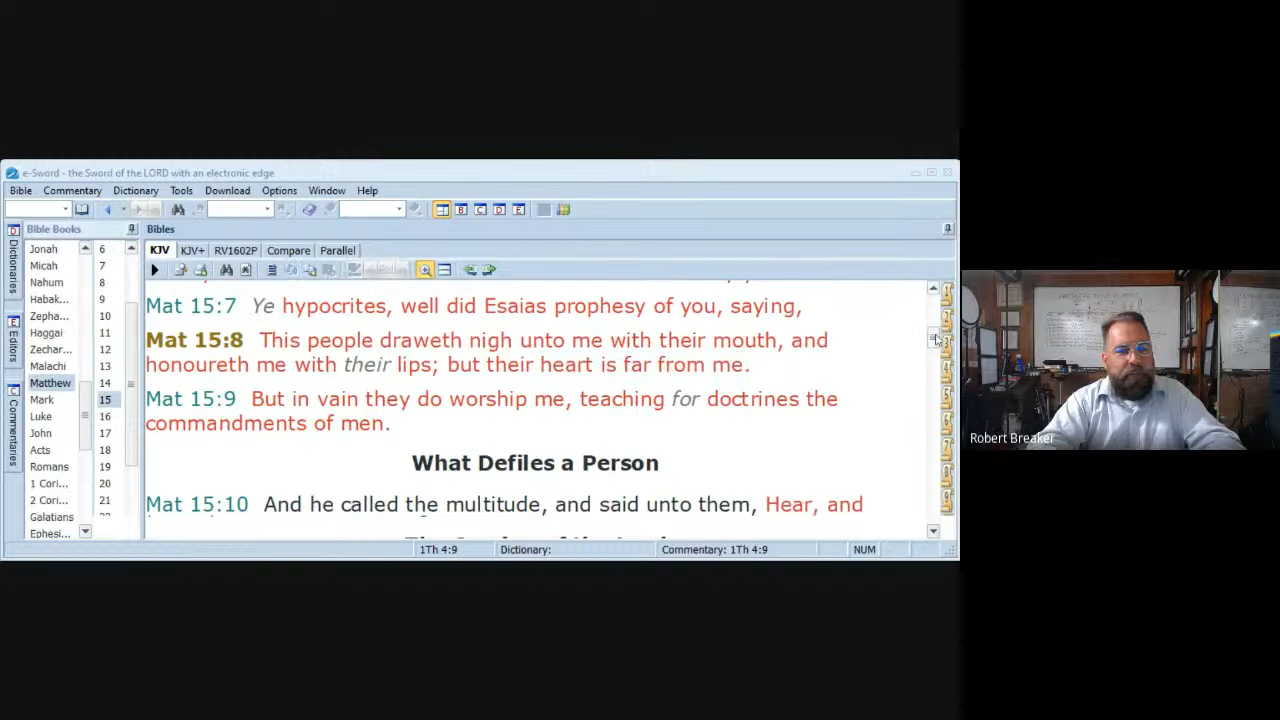 e-Sword - the Sword of the LORD with an electronic edge
Bible Commentary Dictionary Tools Download Options Window Help
Bible Books
Bibles
KJV KJV+ RV1602P Compare Parallel
Dictionaries
Editors
Commentaries
Jonah 6
Micah 7
Nahum 8
Habak... 9
Zepha... 10
Haggai 11
Zechar... 12
Malachi 13
Matthew 14
Mark 15
Luke 16
John 17
Acts 18
Romans 19
1 Cori... 20
2 Cori... 21
Galatians
Ephesi...
Mat 15:7 Ye hypocrites, well did Esaias prophesy of you, saying,
Mat 15:8 This people draweth nigh unto me with their mouth, and
honoureth me with their lips; but their heart is far from me.
Mat 15:9 But in vain they do worship me, teaching for doctrines the
commandments of men.
What Defiles a Person
Mat 15:10 And he called the multitude, and said unto them, Hear, and
1Th 4:9 Dictionary: Commentary: 1Th 4:9 NUM
Robert Breaker